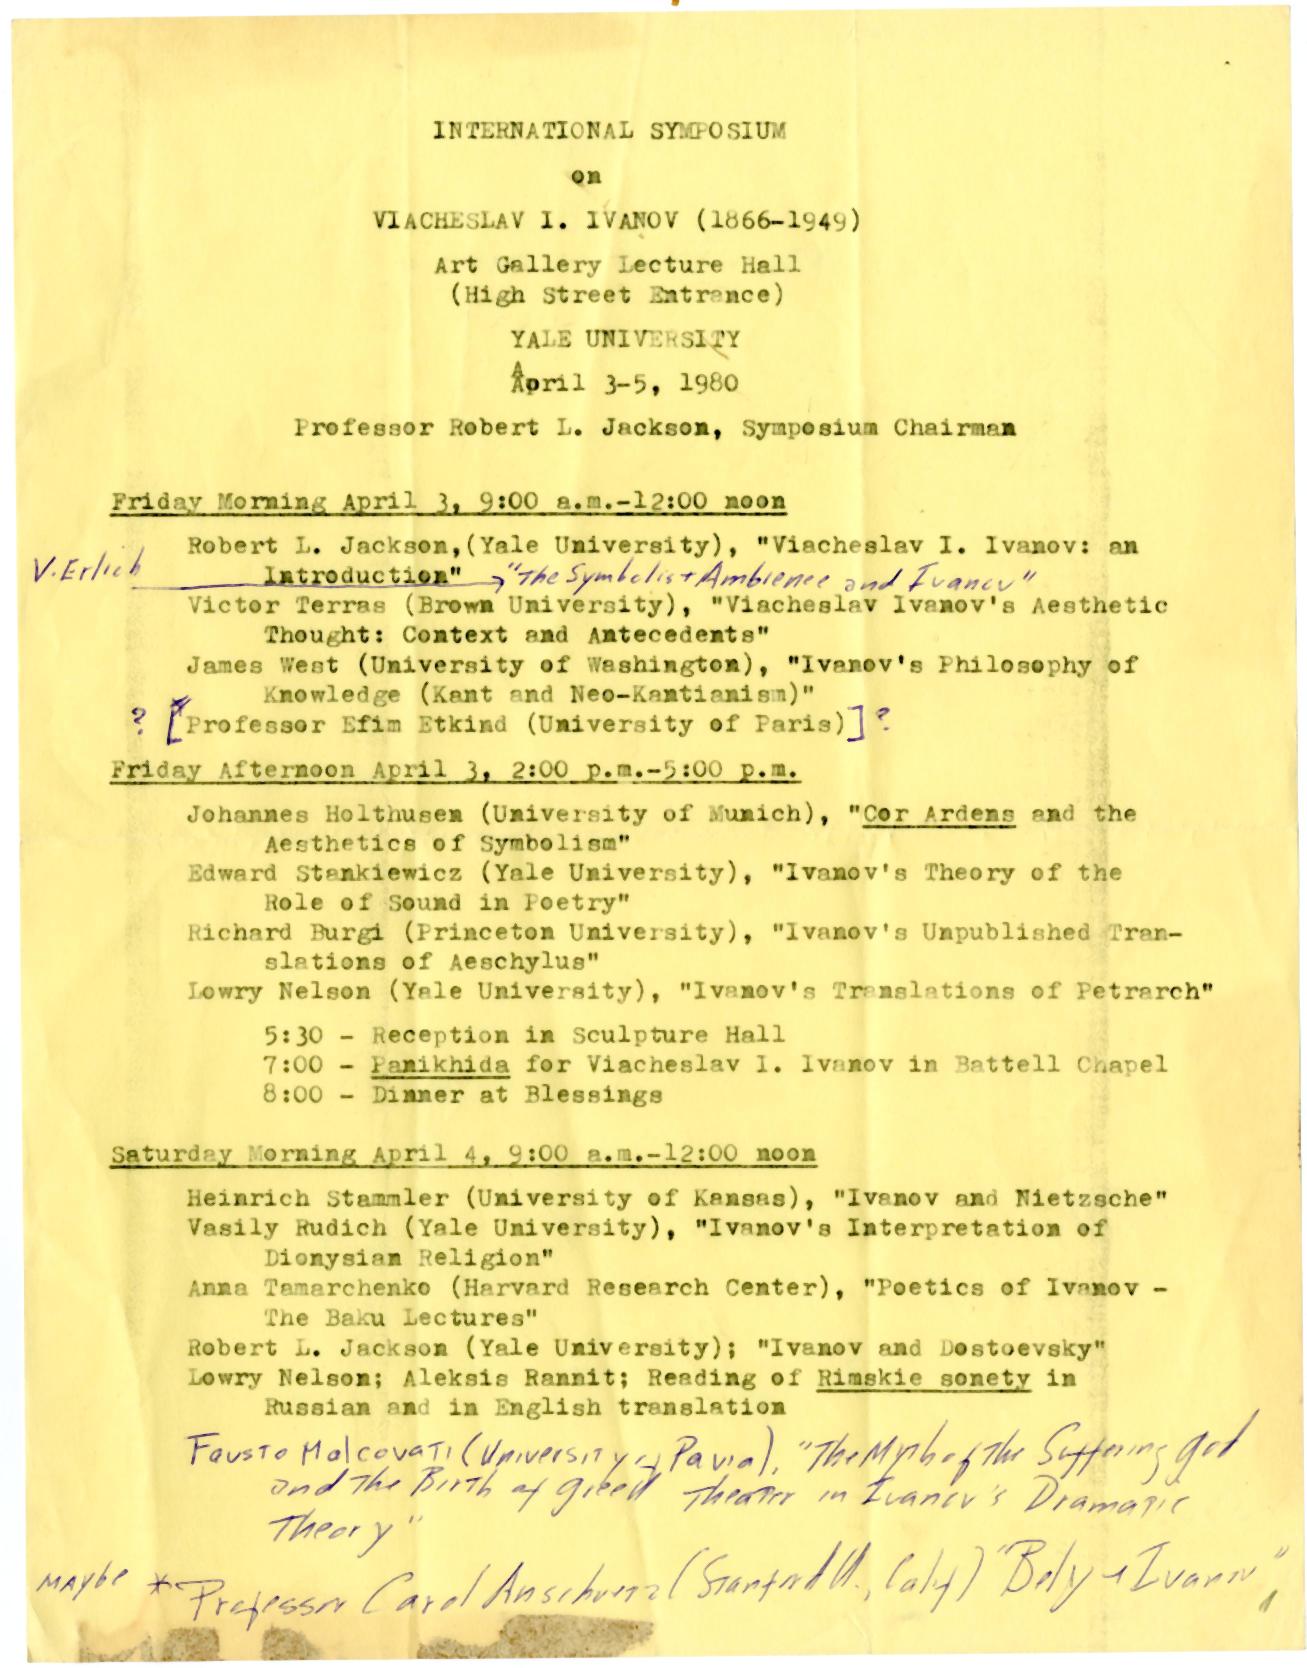 INTERNATIONAL SYMPOSIUM
on
VIACHESLAV I. IVANOV (1866-1949)
Art Gallery Lecture Hall
(High Street Entrance)
YALE UNIVERSITY
April 3-5, 1980
Professor Robert L. Jackson, Symposium Chairman
Friday Morning April 3, 9:00 a.m.-12:00 noon
Robert L. Jackson,(Yale University), "Viacheslav I. Ivanov: an
Introduction"
V. Erlich → "The Symbolist Ambience and Ivanov"
Victor Terras (Brown University), "Viacheslav Ivanov's Aesthetic
Thought: Context and Antecedents"
James West (University of Washington), "Ivanov's Philosophy of
Knowledge (Kant and Neo-Kantianism)"
? [Professor Efim Etkind (University of Paris)] ?
Friday Afternoon April 3, 2:00 p.m.-5:00 p.m.
Johannes Holthusen (University of Munich), "Cor Ardens and the
Aesthetics of Symbolism"
Edward Stankiewicz (Yale University), "Ivanov's Theory of the
Role of Sound in Poetry"
Richard Burgi (Princeton University), "Ivanov's Unpublished Tran-
slations of Aeschylus"
Lowry Nelson (Yale University), "Ivanov's Translations of Petrarch"
5:30 - Reception in Sculpture Hall
7:00 - Panikhida for Viacheslav I. Ivanov in Battell Chapel
8:00 - Dinner at Blessings
Saturday Morning April 4, 9:00 a.m.-12:00 noon
Heinrich Stammler (University of Kansas), "Ivanov and Nietzsche"
Vasily Rudich (Yale University), "Ivanov's Interpretation of
Dionysian Religion"
Anna Tamarchenko (Harvard Research Center), "Poetics of Ivanov -
The Baku Lectures"
Robert L. Jackson (Yale University); "Ivanov and Dostoevsky"
Lowry Nelson; Aleksis Rannit; Reading of Rimskie sonety in
Russian and in English translation
Fausto Malcovati (University of Pavia), "The Myth of the Suffering god
and the Birth of greek Theater in Ivanov's Dramatic
Theory"
MAybe * Professor Carol Anschuetz (Stanford U., Calif) "Bely + Ivanov"